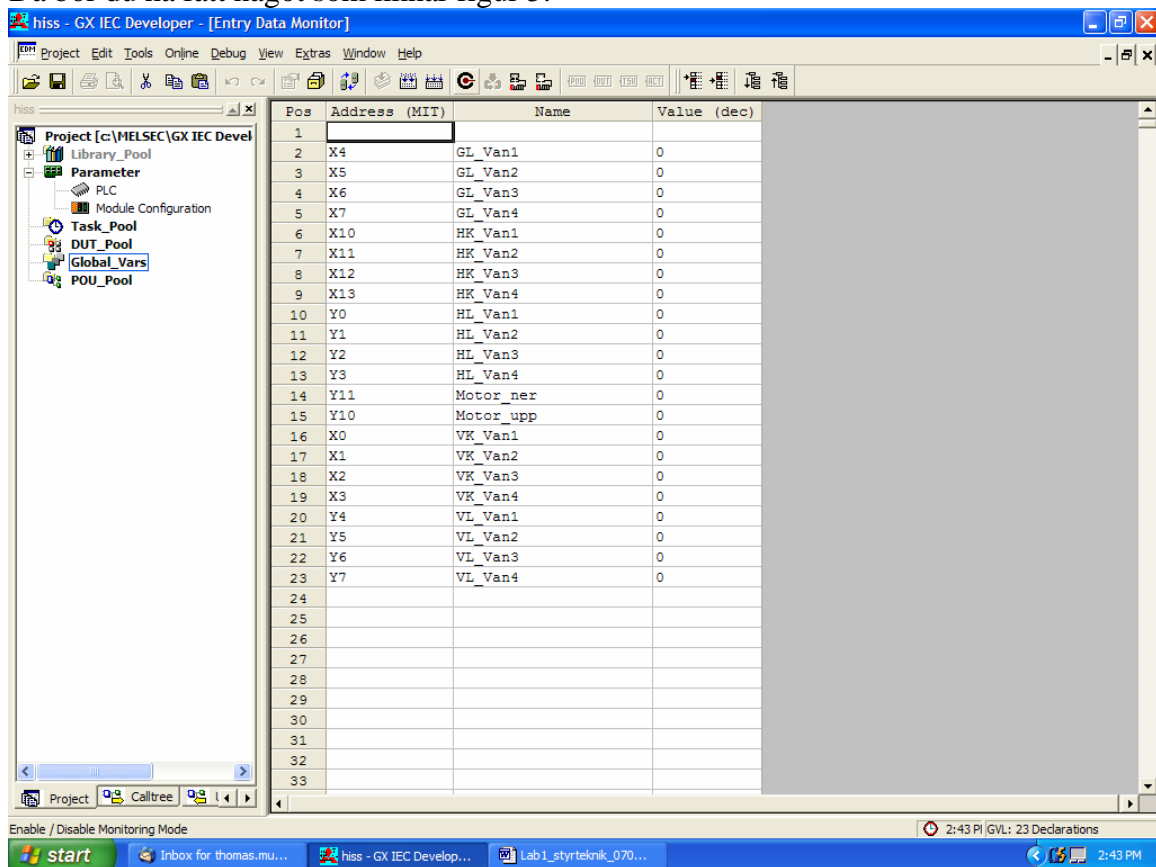 hiss - GX IEC Developer - [Entry Data Monitor]
Project Edit Tools Online Debug View Extras Window Help
hiss
Project [c:\MELSEC\GX IEC Devel
Library_Pool
Parameter
PLC
Module Configuration
Task_Pool
DUT_Pool
Global_Vars
POU_Pool
Project Calltree
Pos Address (MIT) Name Value (dec)
1
2 X4 GL_Van1 0
3 X5 GL_Van2 0
4 X6 GL_Van3 0
5 X7 GL_Van4 0
6 X10 HK_Van1 0
7 X11 HK_Van2 0
8 X12 HK_Van3 0
9 X13 HK_Van4 0
10 Y0 HL_Van1 0
11 Y1 HL_Van2 0
12 Y2 HL_Van3 0
13 Y3 HL_Van4 0
14 Y11 Motor_ner 0
15 Y10 Motor_upp 0
16 X0 VK_Van1 0
17 X1 VK_Van2 0
18 X2 VK_Van3 0
19 X3 VK_Van4 0
20 Y4 VL_Van1 0
21 Y5 VL_Van2 0
22 Y6 VL_Van3 0
23 Y7 VL_Van4 0
24
25
26
27
28
29
30
31
32
33
Enable / Disable Monitoring Mode 2:43 PI GVL: 23 Declarations
start Inbox for thomas.mu... hiss - GX IEC Develop... Lab1_styrteknik_070... 2:43 PM